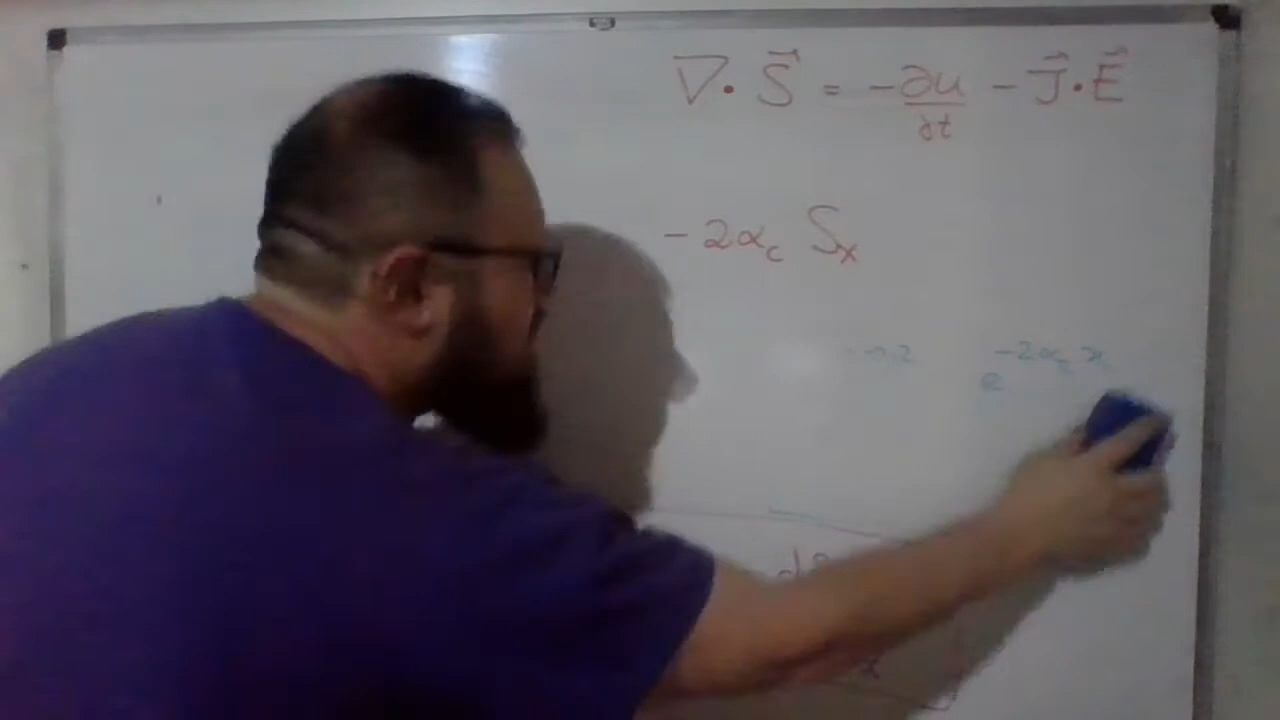 ∇⃗ · S⃗ = -∂u/∂t - J⃗ · E⃗
-2α_c S_x
e^{-2α_c x}